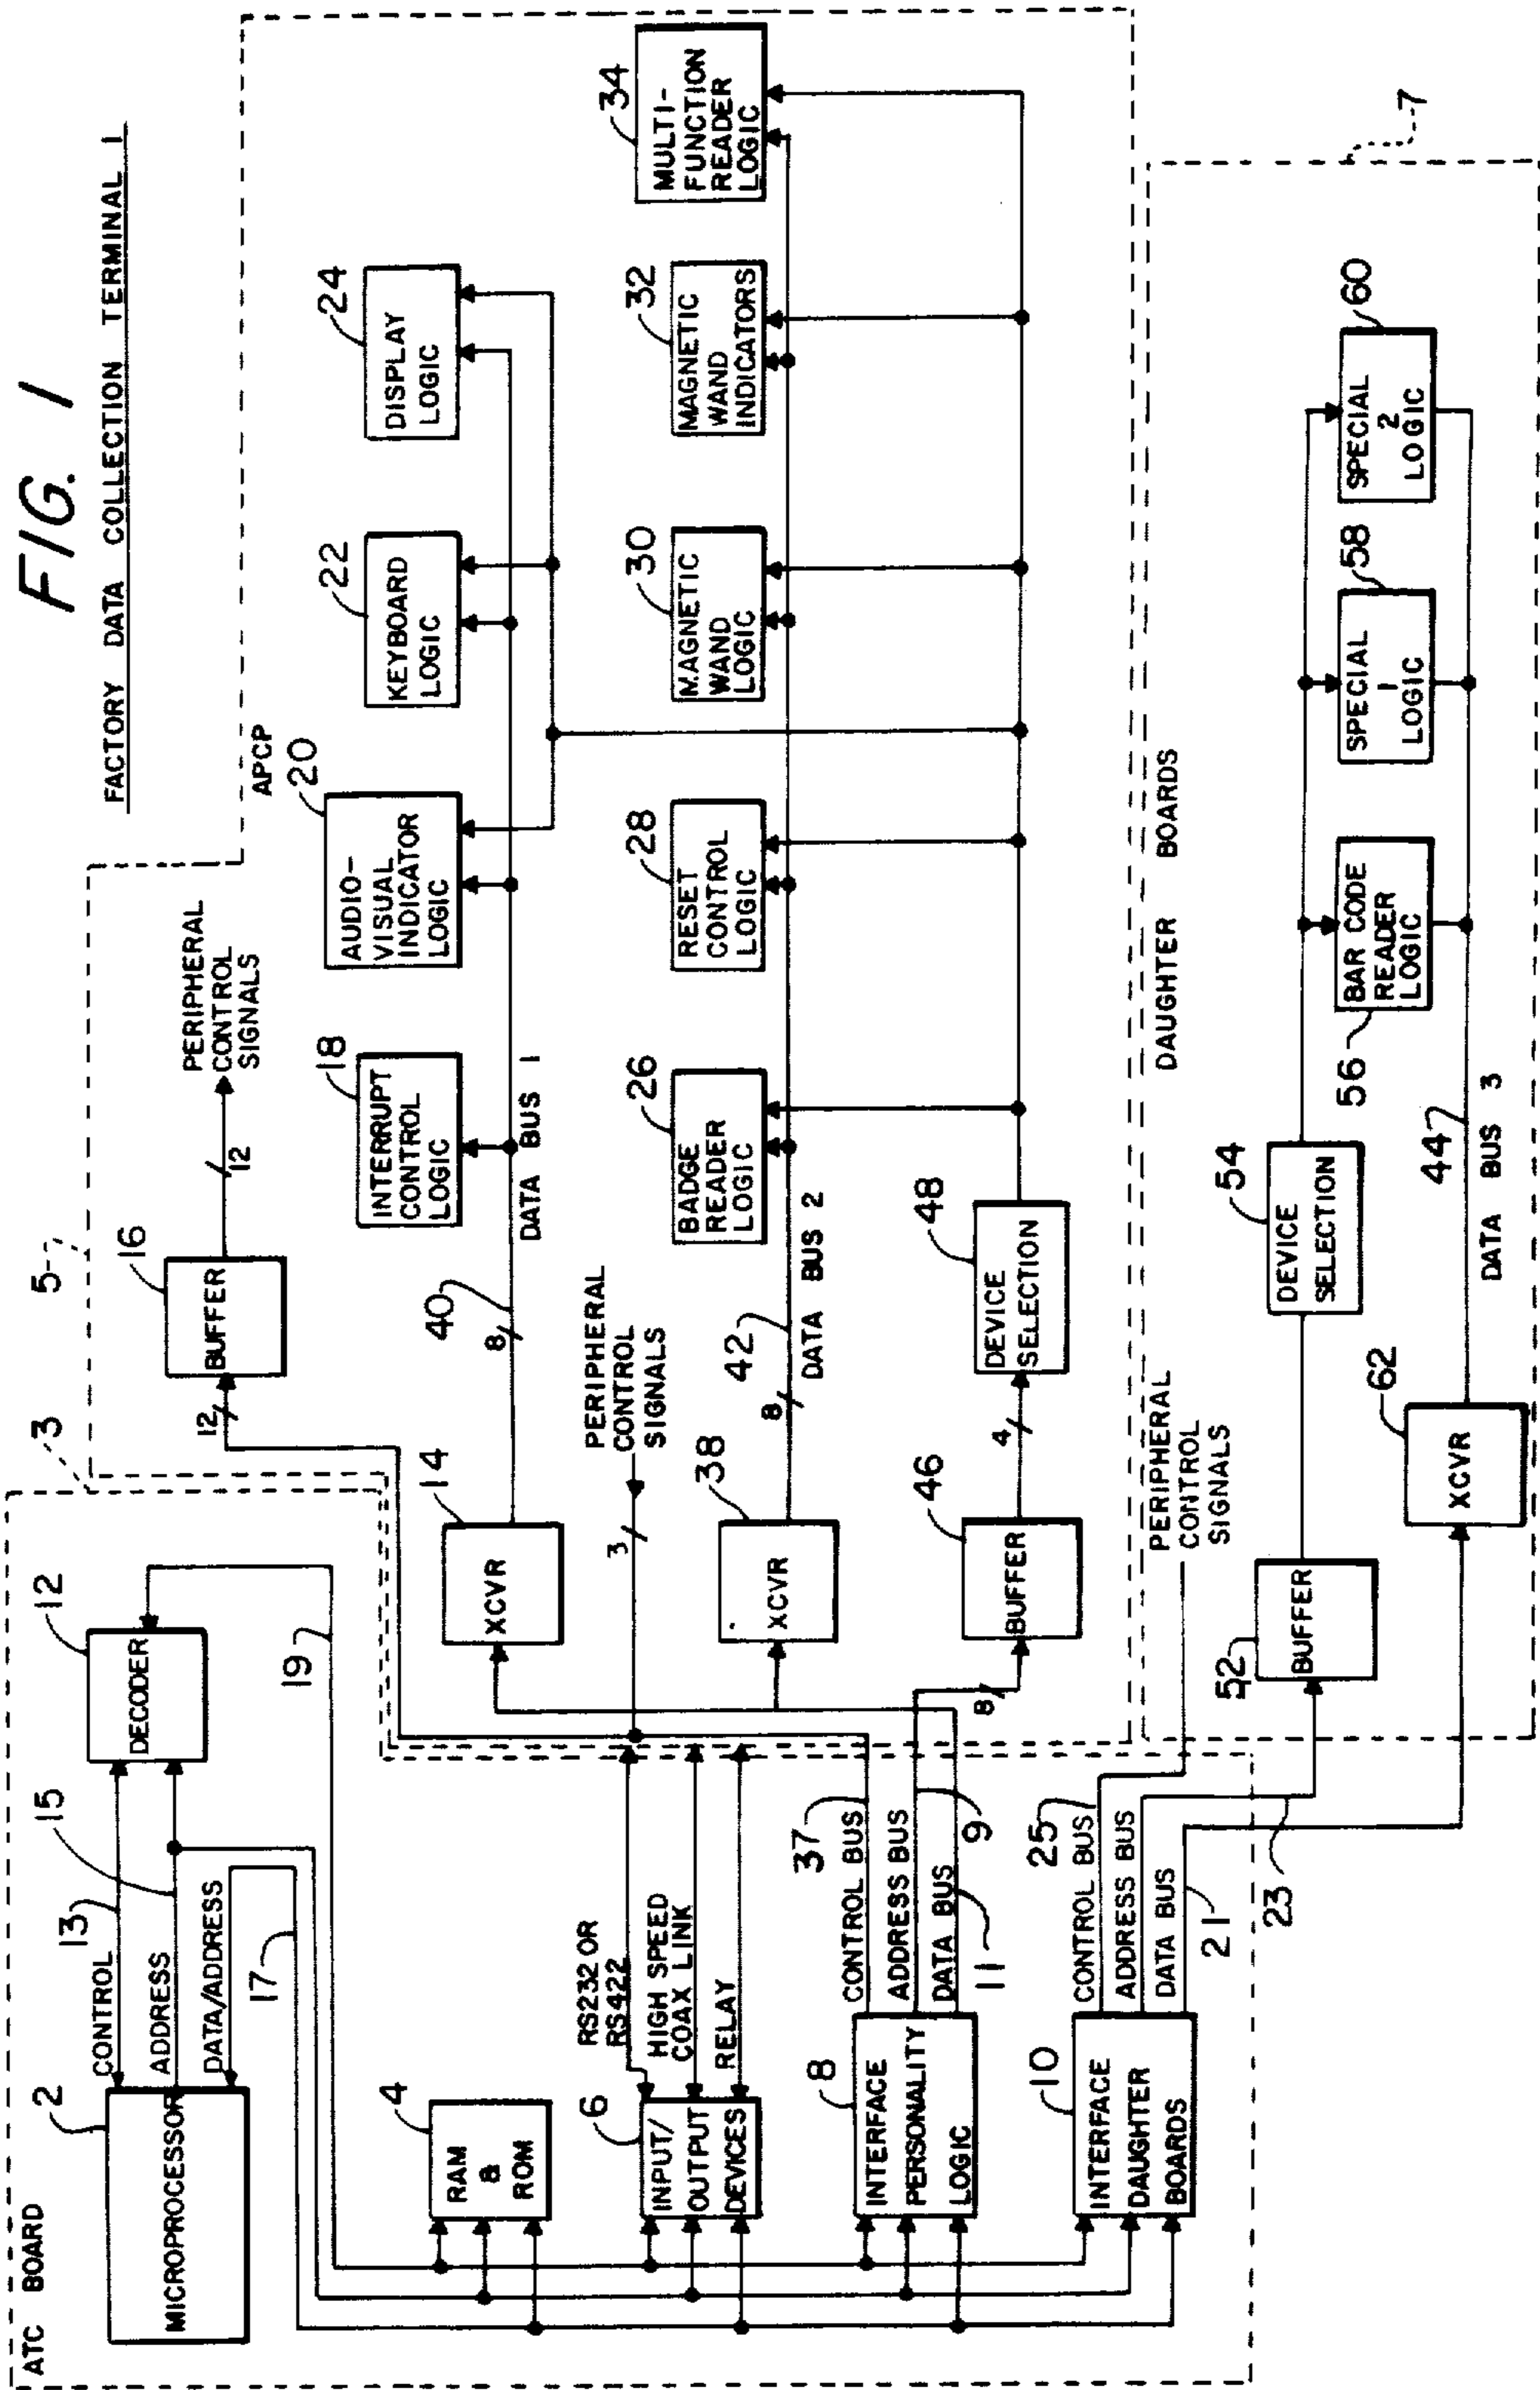 FIG. 1
FACTORY DATA COLLECTION TERMINAL 1
ATC BOARD
2
MICROPROCESSOR
CONTROL
13
ADDRESS
15
DATA/ADDRESS
17
12
DECODER
19
3
4
RAM
&
ROM
6
INPUT/
OUTPUT
DEVICES
RS232 OR
RS422
HIGH SPEED
COAX LINK
RELAY
8
INTERFACE
PERSONALITY
LOGIC
CONTROL BUS
37
ADDRESS BUS
9
DATA BUS
11
10
INTERFACE
DAUGHTER
BOARDS
CONTROL BUS
25
ADDRESS BUS
23
DATA BUS
21
5
APCP
12
16
BUFFER
12
PERIPHERAL
CONTROL
SIGNALS
14
XCVR
40
8
DATA BUS 1
18
INTERRUPT
CONTROL
LOGIC
20
AUDIO-
VISUAL
INDICATOR
LOGIC
22
KEYBOARD
LOGIC
24
DISPLAY
LOGIC
PERIPHERAL
CONTROL
SIGNALS
3
38
XCVR
42
8
DATA BUS 2
26
BADGE
READER
LOGIC
28
RESET
CONTROL
LOGIC
30
MAGNETIC
WAND
LOGIC
32
MAGNETIC
WAND
INDICATORS
34
MULTI-
FUNCTION
READER
LOGIC
8
46
BUFFER
4
48
DEVICE
SELECTION
DAUGHTER BOARDS
7
PERIPHERAL
CONTROL
SIGNALS
52
BUFFER
54
DEVICE
SELECTION
56
BAR CODE
READER
LOGIC
58
SPECIAL
1
LOGIC
60
SPECIAL
2
LOGIC
62
XCVR
44
DATA BUS 3